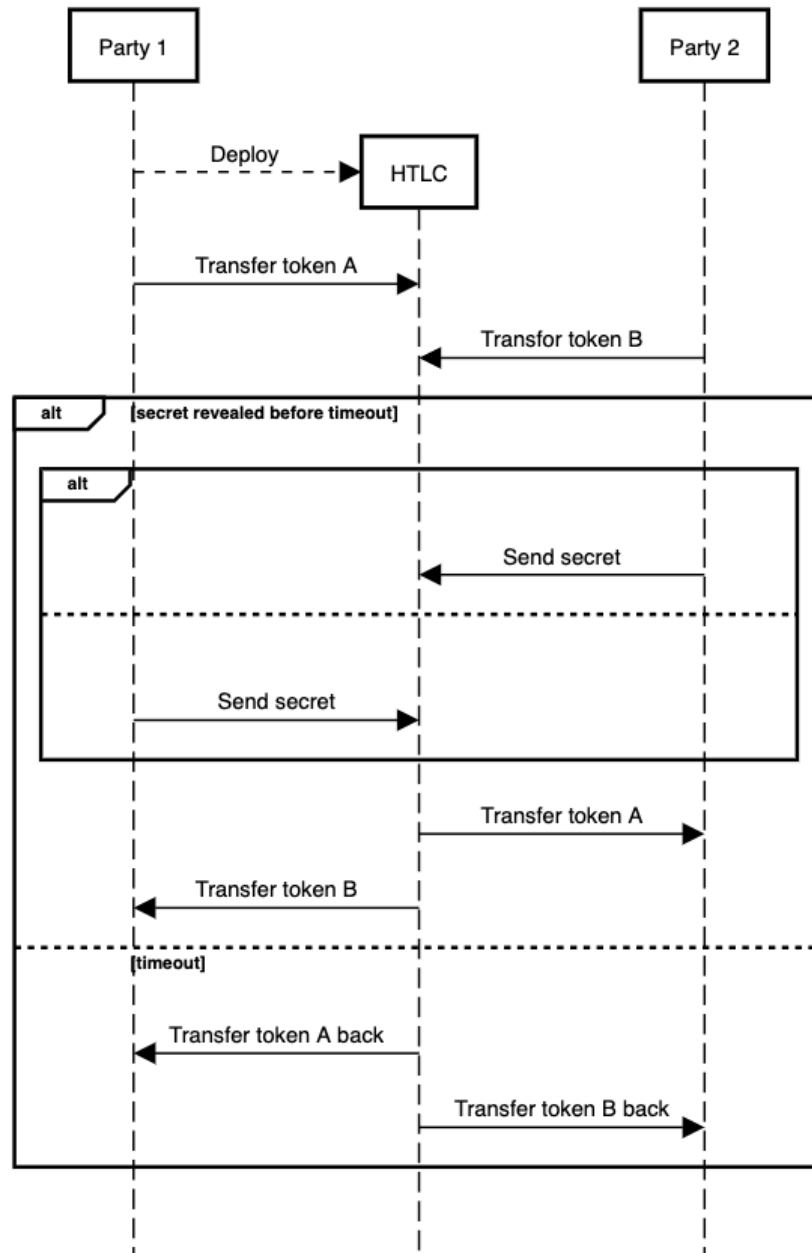 Party 1
Party 2
Deploy
HTLC
Transfer token A
Transfor token B
alt
[secret revealed before timeout]
alt
Send secret
Send secret
Transfer token A
Transfer token B
[timeout]
Transfer token A back
Transfer token B back